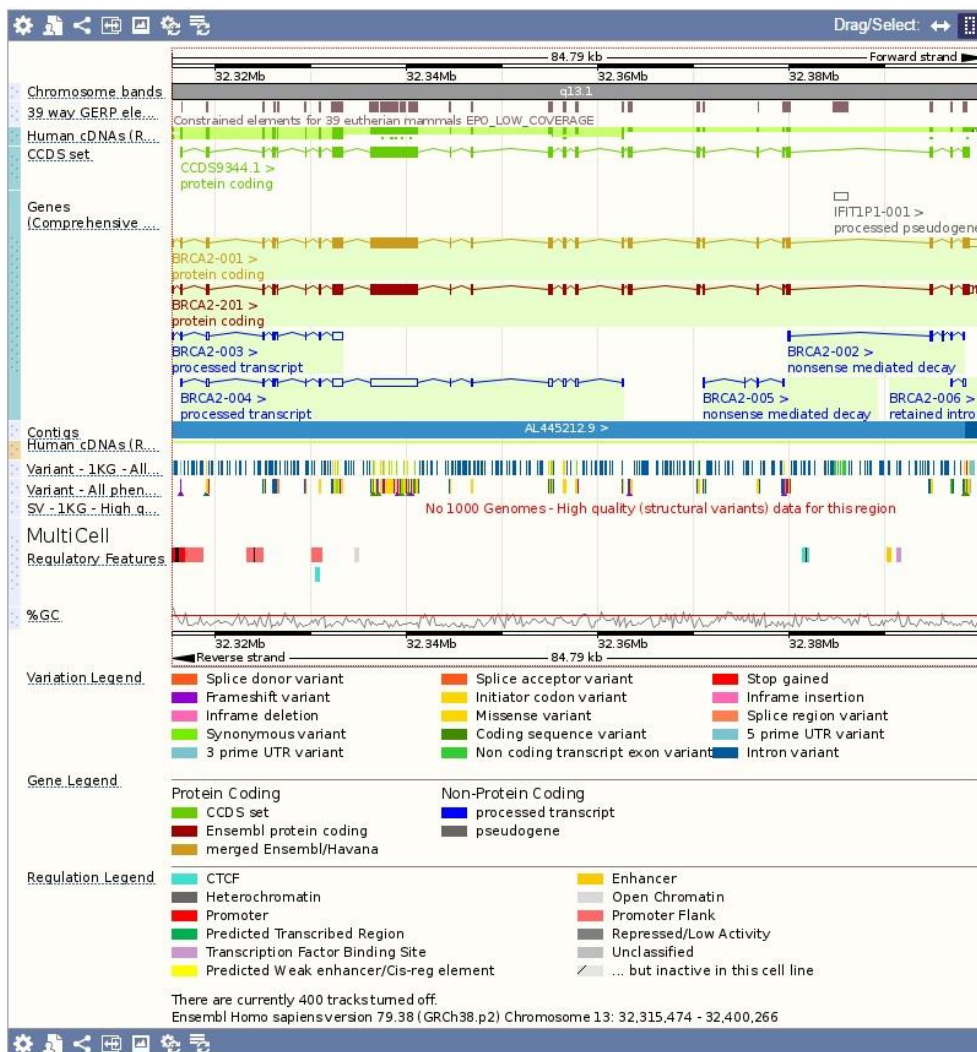 Drag/Select:
84.79 kb Forward strand
32.32Mb 32.34Mb 32.36Mb 32.38Mb
Chromosome bands q13.1
39 way GERP ele...
Constrained elements for 39 eutherian mammals EPO_LOW_COVERAGE
Human cDNAs (R...
CCDS set
CCDS9344.1 >
protein coding
Genes
(Comprehensive ...
IFIT1P1-001 >
processed pseudogene
BRCA2-001 >
protein coding
BRCA2-201 >
protein coding
BRCA2-003 > BRCA2-002 >
processed transcript nonsense mediated decay
BRCA2-004 > BRCA2-005 > BRCA2-006 >
processed transcript nonsense mediated decay retained intro
Contigs AL445212.9 >
Human cDNAs (R...
Variant - 1KG - All...
Variant - All phen...
SV - 1KG - High q... No 1000 Genomes - High quality (structural variants) data for this region
MultiCell
Regulatory Features
%GC
32.32Mb 32.34Mb 32.36Mb 32.38Mb
Reverse strand 84.79 kb
Variation Legend Splice donor variant Splice acceptor variant Stop gained
Frameshift variant Initiator codon variant Inframe insertion
Inframe deletion Missense variant Splice region variant
Synonymous variant Coding sequence variant 5 prime UTR variant
3 prime UTR variant Non coding transcript exon variant Intron variant
Gene Legend
Protein Coding Non-Protein Coding
CCDS set processed transcript
Ensembl protein coding pseudogene
merged Ensembl/Havana
Regulation Legend CTCF Enhancer
Heterochromatin Open Chromatin
Promoter Promoter Flank
Predicted Transcribed Region Repressed/Low Activity
Transcription Factor Binding Site Unclassified
Predicted Weak enhancer/Cis-reg element ... but inactive in this cell line
There are currently 400 tracks turned off.
Ensembl Homo sapiens version 79.38 (GRCh38.p2) Chromosome 13: 32,315,474 - 32,400,266